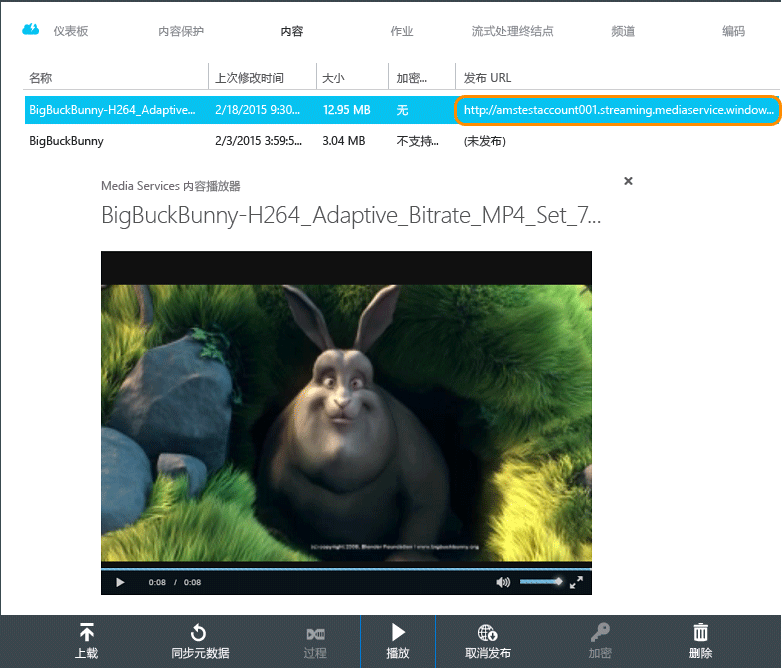 仪表板 内容保护 内容 作业 流式处理终结点 频道 编码
名称 上次修改时间 大小 加密... 发布 URL
BigBuckBunny-H264_Adaptive... 2/18/2015 9:30... 12.95 MB 无 http://amstestaccount001.streaming.mediaservice.window...
BigBuckBunny 2/3/2015 3:59:5... 3.04 MB 不支持... (未发布)
Media Services 内容播放器
BigBuckBunny-H264_Adaptive_Bitrate_MP4_Set_7...
(c) copyright 2008, Blender Foundation | www.bigbuckbunny.org
0:08 / 0:08
上载 同步元数据 过程 播放 取消发布 加密 删除